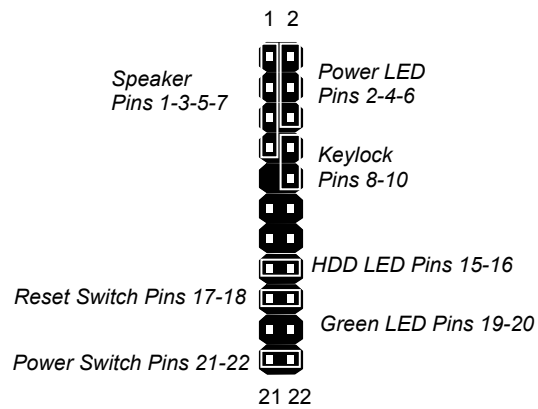 1 2
Speaker
Pins 1-3-5-7
Power LED
Pins 2-4-6
Keylock
Pins 8-10
HDD LED Pins 15-16
Reset Switch Pins 17-18
Green LED Pins 19-20
Power Switch Pins 21-22
21 22